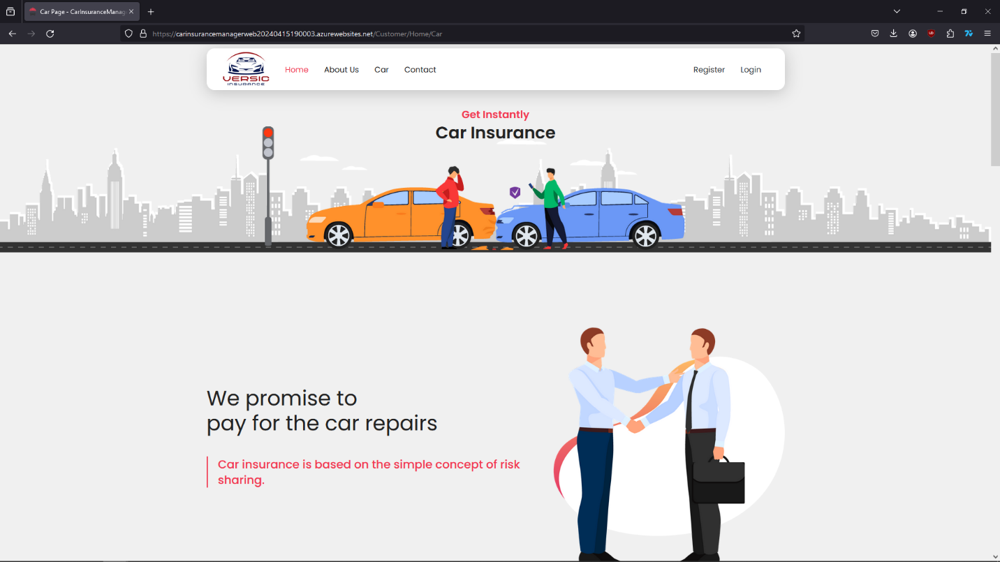 Car Page - CarInsuranceManag
https://carinsurancemanagerweb20240415190003.azurewebsites.net/Customer/Home/Car
VERSIC
INSURANCE
Home
About Us
Car
Contact
Register
Login
Get Instantly
Car Insurance
We promise to
pay for the car repairs
Car insurance is based on the simple concept of risk
sharing.